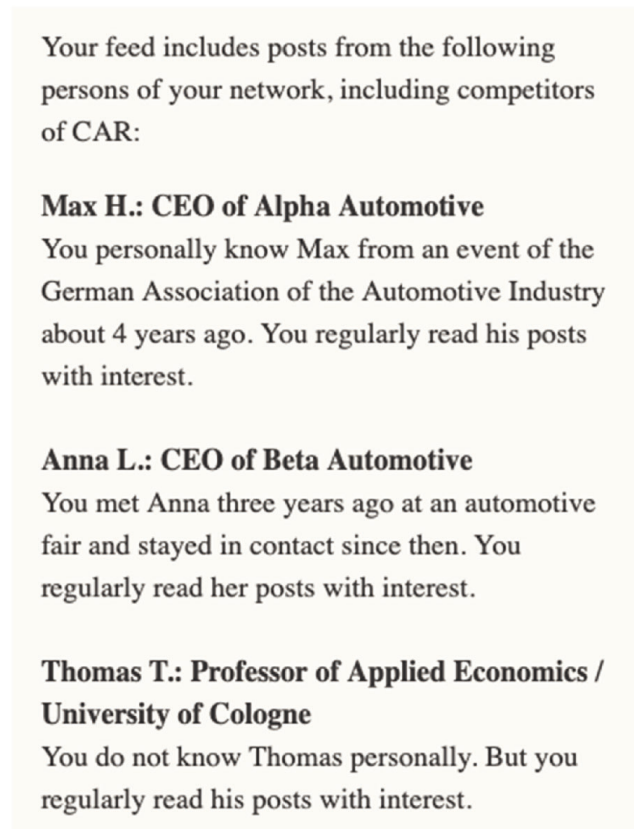 Your feed includes posts from the following
persons of your network, including competitors
of CAR:
Max H.: CEO of Alpha Automotive
You personally know Max from an event of the
German Association of the Automotive Industry
about 4 years ago. You regularly read his posts
with interest.
Anna L.: CEO of Beta Automotive
You met Anna three years ago at an automotive
fair and stayed in contact since then. You
regularly read her posts with interest.
Thomas T.: Professor of Applied Economics /
University of Cologne
You do not know Thomas personally. But you
regularly read his posts with interest.